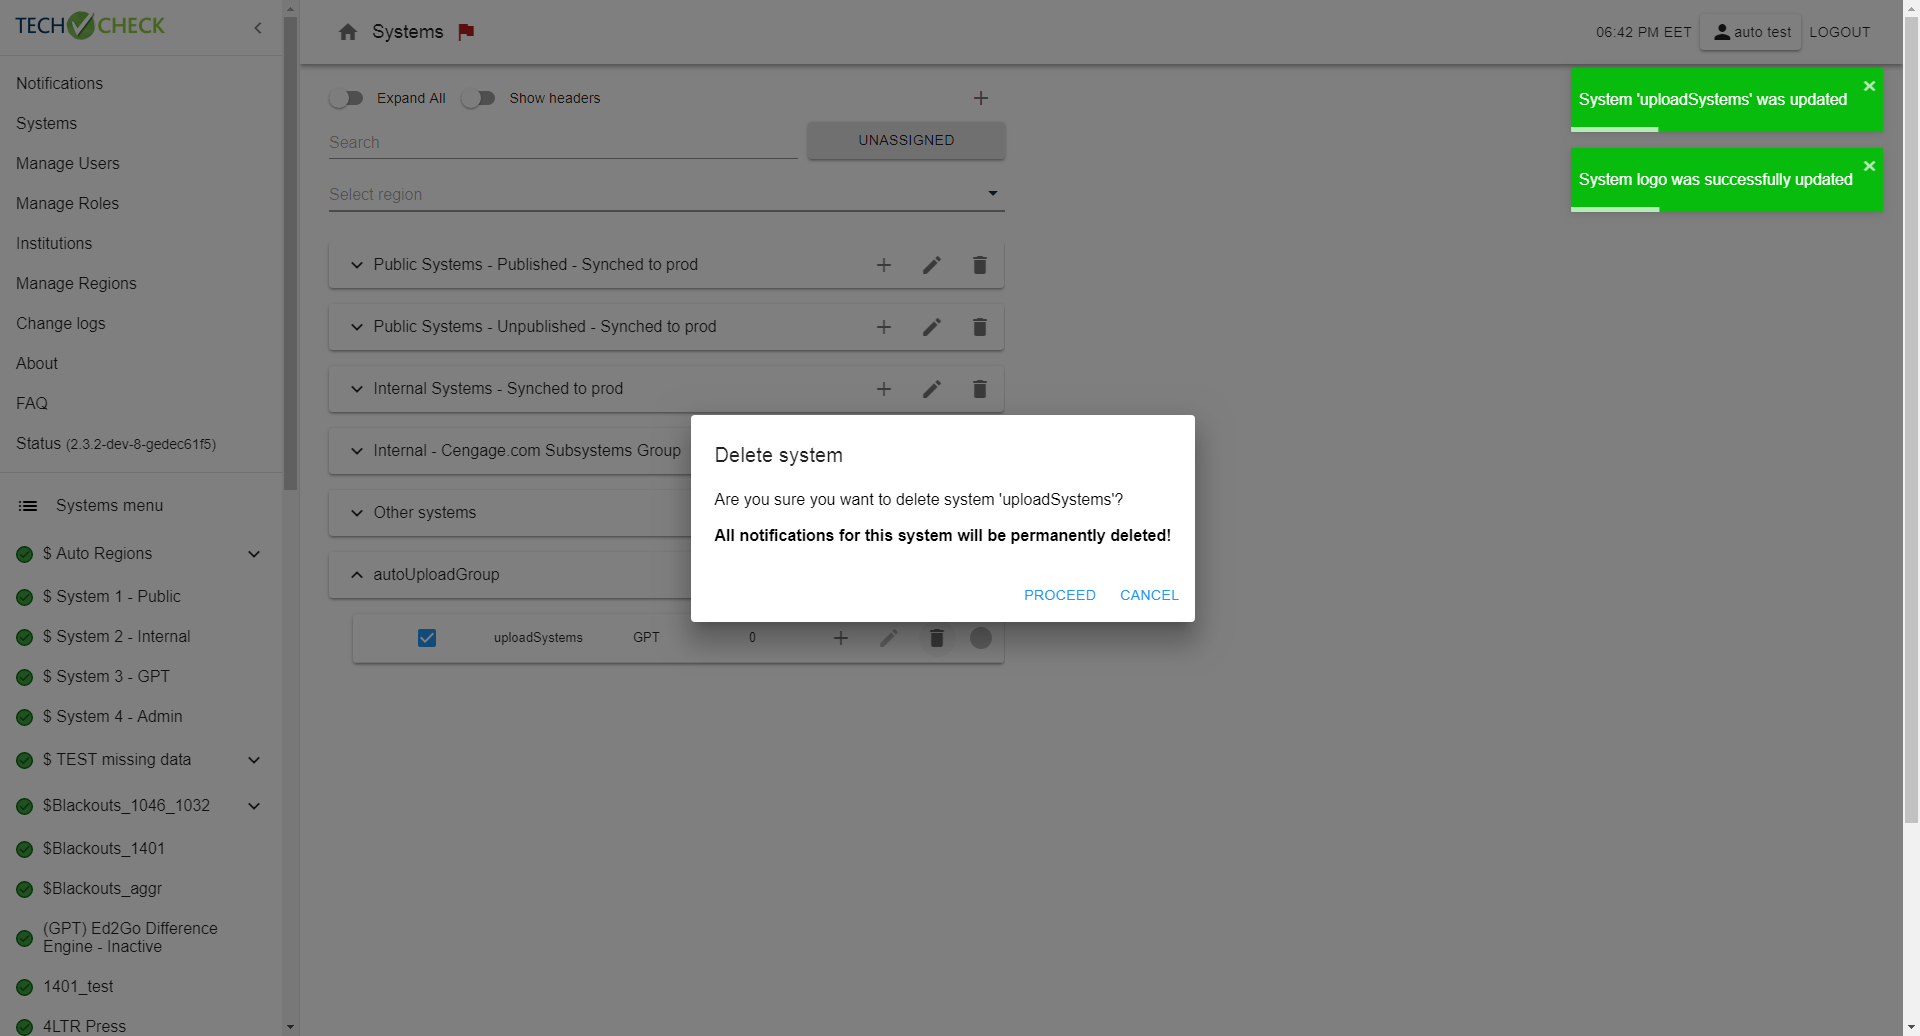 TECH CHECK
Notifications
Systems
Manage Users
Manage Roles
Institutions
Manage Regions
Change logs
About
FAQ
Status (2.3.2-dev-8-gedec61f5)
Systems menu
$ Auto Regions
$ System 1 - Public
$ System 2 - Internal
$ System 3 - GPT
$ System 4 - Admin
$ TEST missing data
$Blackouts_1046_1032
$Blackouts_1401
$Blackouts_aggr
(GPT) Ed2Go Difference
Engine - Inactive
1401_test
4LTR Press
Systems
06:42 PM EET
auto test
LOGOUT
Expand All
Show headers
Search
UNASSIGNED
Select region
Public Systems - Published - Synched to prod
Public Systems - Unpublished - Synched to prod
Internal Systems - Synched to prod
Internal - Cengage.com Subsystems Group
Other systems
autoUploadGroup
uploadSystems GPT 0
Delete system
Are you sure you want to delete system 'uploadSystems'?
All notifications for this system will be permanently deleted!
PROCEED CANCEL
System 'uploadSystems' was updated
System logo was successfully updated